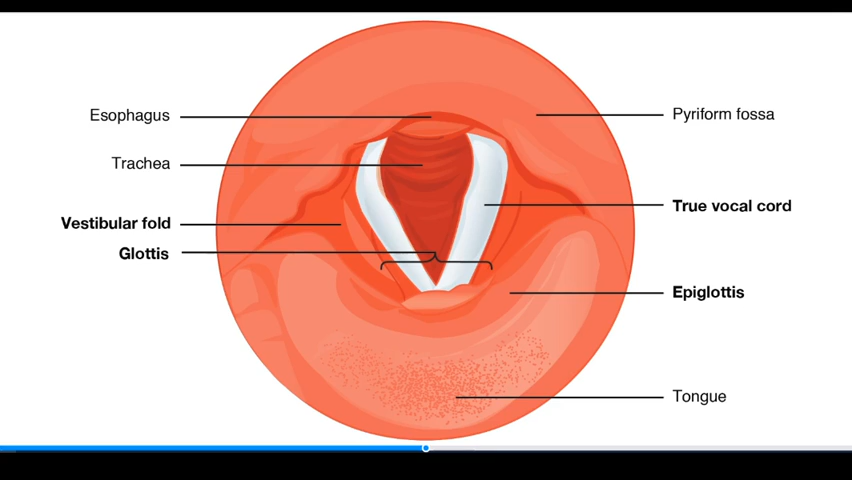 Esophagus
Pyriform fossa
Trachea
True vocal cord
Vestibular fold
Glottis
Epiglottis
Tongue